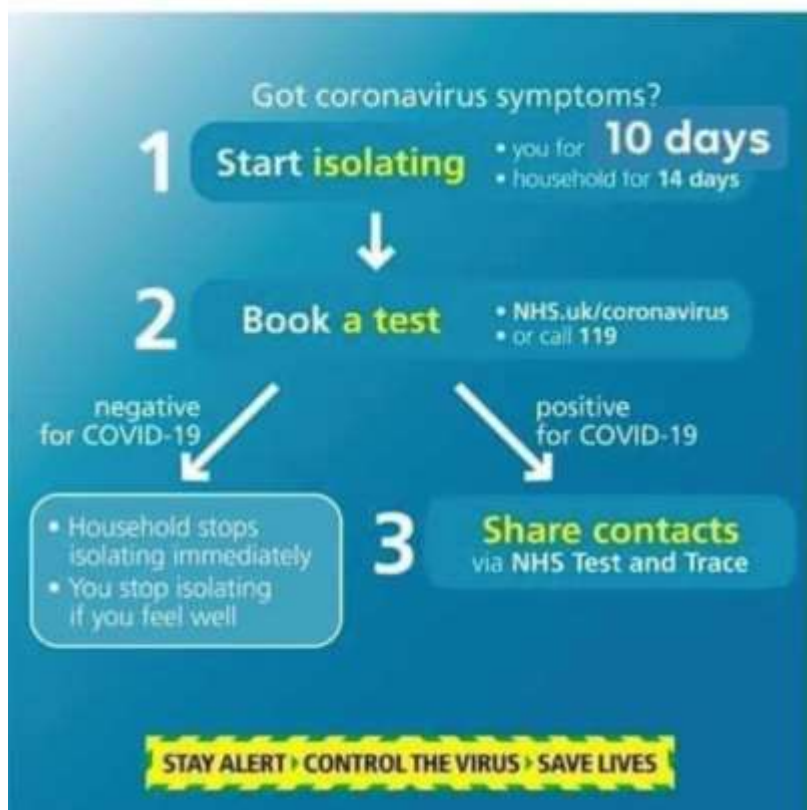 Got coronavirus symptoms?
1 Start isolating
• you for 10 days
• household for 14 days
2 Book a test
• NHS.uk/coronavirus
• or call 119
negative
for COVID-19
positive
for COVID-19
• Household stops
isolating immediately
• You stop isolating
if you feel well
3 Share contacts
via NHS Test and Trace
STAY ALERT CONTROL THE VIRUS SAVE LIVES